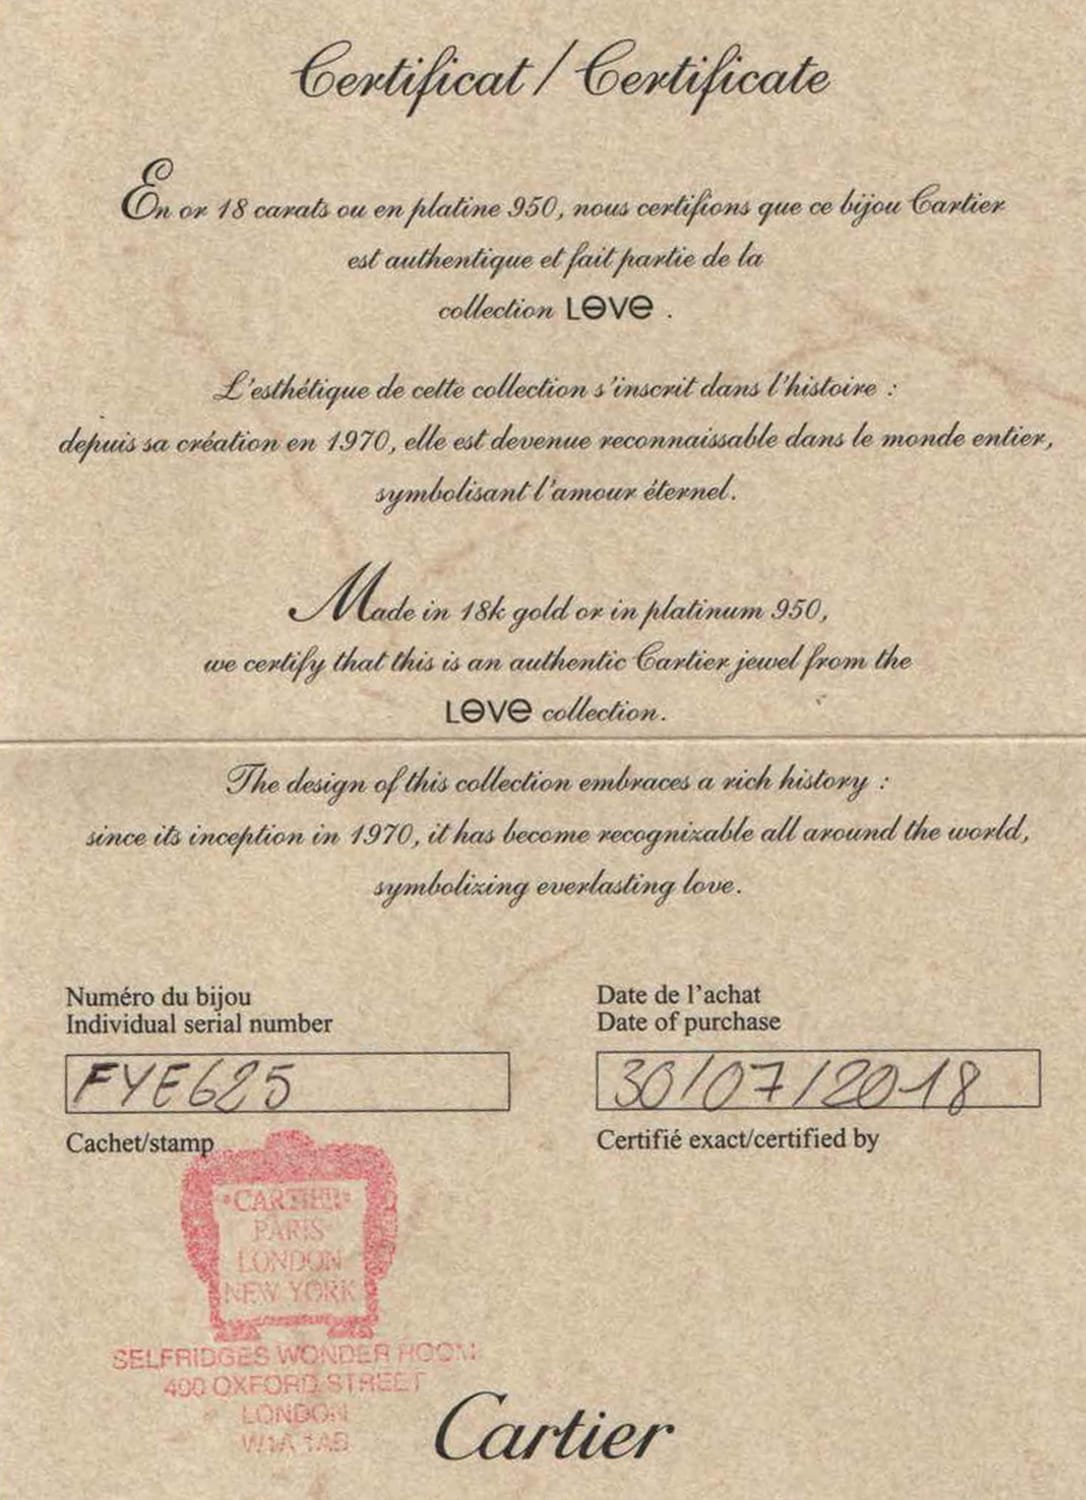 Certificat / Certificate
En or 18 carats ou en platine 950, nous certifions que ce bijou Cartier
est authentique et fait partie de la
collection LOVE .
L'esthétique de cette collection s'inscrit dans l'histoire :
depuis sa création en 1970, elle est devenue reconnaissable dans le monde entier,
symbolisant l'amour éternel.
Made in 18k gold or in platinum 950,
we certify that this is an authentic Cartier jewel from the
LOVE collection.
The design of this collection embraces a rich history :
since its inception in 1970, it has become recognizable all around the world,
symbolizing everlasting love.
Numéro du bijou
Individual serial number
FYE625
Date de l'achat
Date of purchase
30/07/2018
Cachet/stamp
Certifié exact/certified by
CARTIER
PARIS
LONDON
NEW YORK
SELFRIDGES WONDER ROOM
400 OXFORD STREET
LONDON
W1A 1AB
Cartier